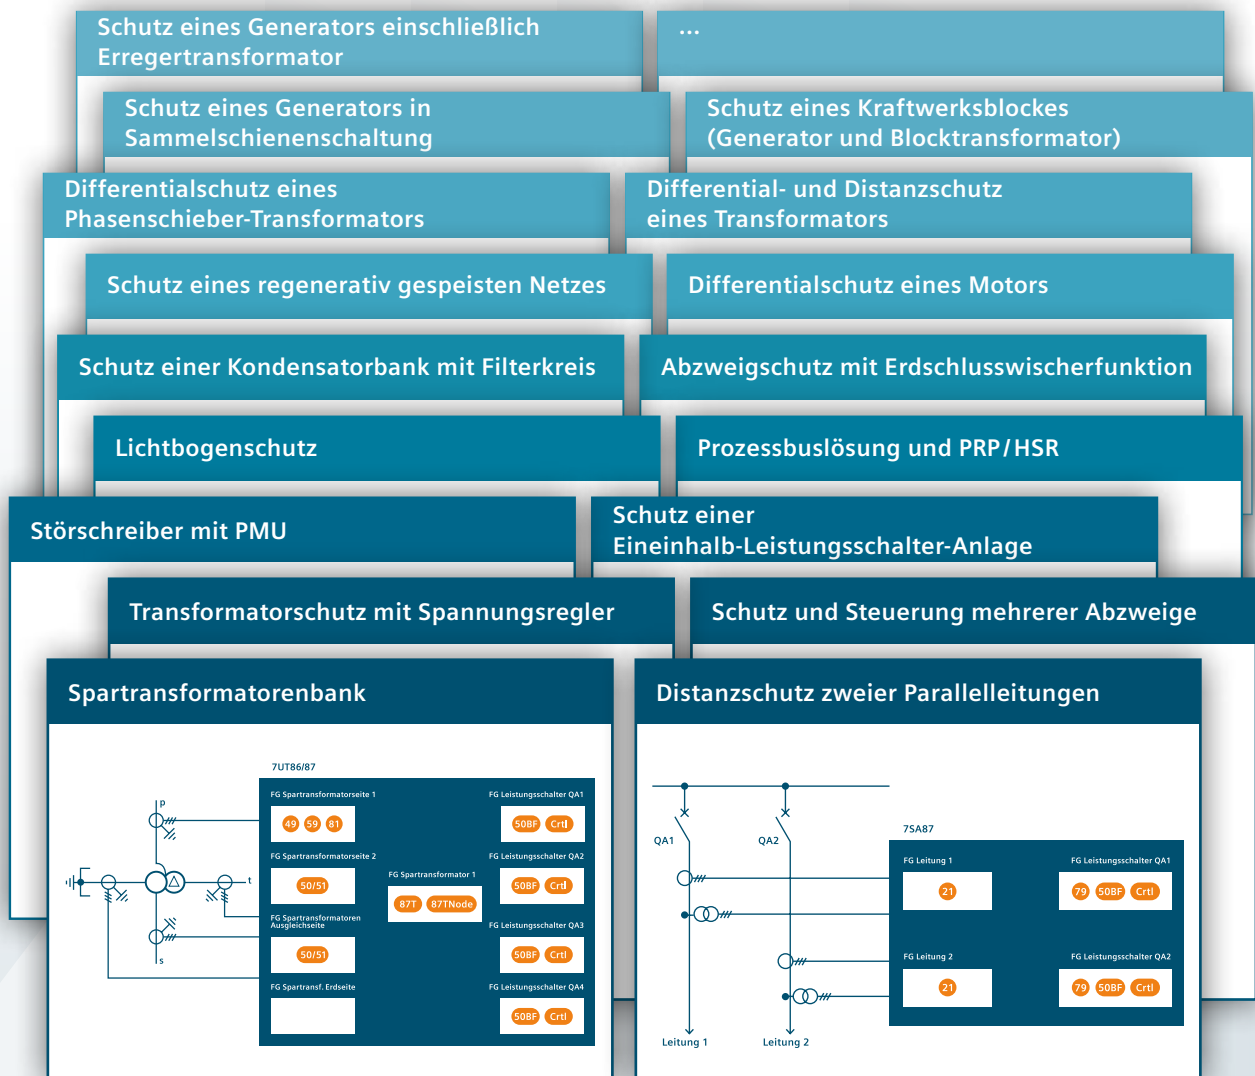 Schutz eines Generators einschließlich
Erregertransformator
...
Schutz eines Generators in
Sammelschienenschaltung
Schutz eines Kraftwerksblockes
(Generator und Blocktransformator)
Differentialschutz eines
Phasenschieber-Transformators
Differential- und Distanzschutz
eines Transformators
Schutz eines regenerativ gespeisten Netzes
Differentialschutz eines Motors
Schutz einer Kondensatorbank mit Filterkreis
Abzweigschutz mit Erdschlusswischerfunktion
Lichtbogenschutz
Prozessbuslösung und PRP/HSR
Störschreiber mit PMU
Schutz einer
Eineinhalb-Leistungsschalter-Anlage
Transformatorschutz mit Spannungsregler
Schutz und Steuerung mehrerer Abzweige
Spartransformatorenbank
7UT86/87
p
t
s
FG Spartransformatorseite 1
49 59 81
FG Spartransformatorseite 2
50/51
FG Spartransformatoren
Ausgleichseite
50/51
FG Spartransf. Erdseite
FG Spartransformator 1
87T 87TNode
FG Leistungsschalter QA1
50BF Crtl
FG Leistungsschalter QA2
50BF Crtl
FG Leistungsschalter QA3
50BF Crtl
FG Leistungsschalter QA4
50BF Crtl
Distanzschutz zweier Parallelleitungen
QA1
QA2
7SA87
FG Leitung 1
21
FG Leistungsschalter QA1
79 50BF Crtl
FG Leitung 2
21
FG Leistungsschalter QA2
79 50BF Crtl
Leitung 1
Leitung 2